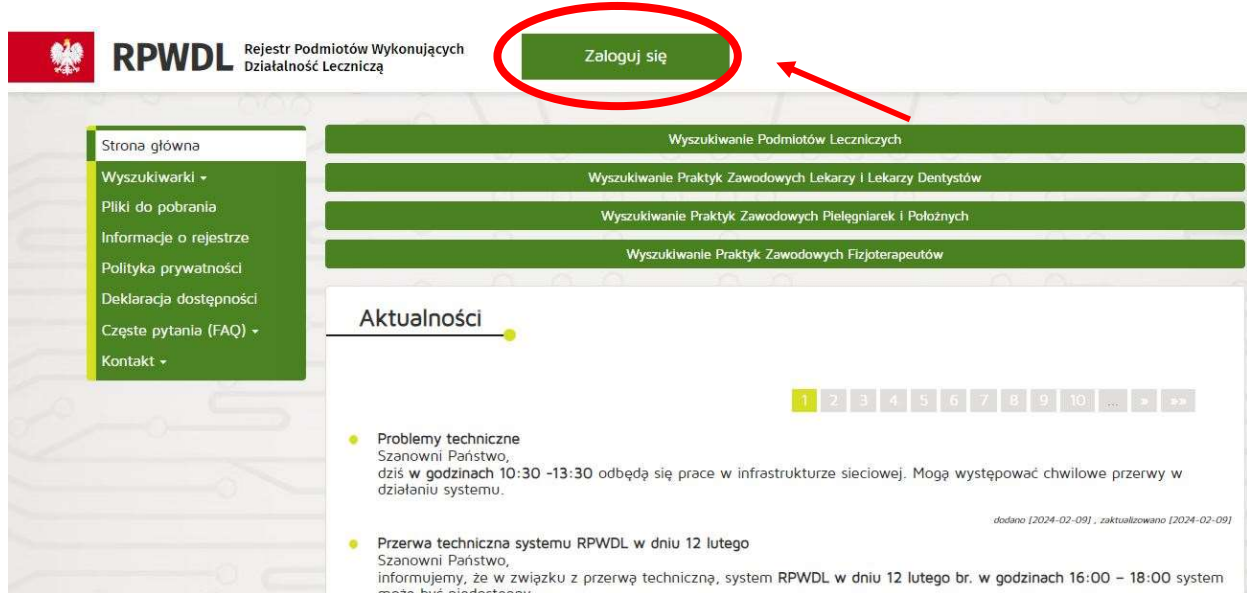 RPWDL
Rejestr Podmiotów Wykonujących
Działalność Leczniczą
Zaloguj się
Strona główna
Wyszukiwarki
Pliki do pobrania
Informacje o rejestrze
Polityka prywatności
Deklaracja dostępności
Częste pytania (FAQ)
Kontakt
Wyszukiwanie Podmiotów Leczniczych
Wyszukiwanie Praktyk Zawodowych Lekarzy i Lekarzy Dentystów
Wyszukiwanie Praktyk Zawodowych Pielęgniarek i Położnych
Wyszukiwanie Praktyk Zawodowych Fizjoterapeutów
Aktualności
1 2 3 4 5 6 7 8 9 10 ... » »»
Problemy techniczne
Szanowni Państwo,
dziś w godzinach 10:30 -13:30 odbędą się prace w infrastrukturze sieciowej. Mogą występować chwilowe przerwy w
działaniu systemu.
dodano [2024-02-09] , zaktualizowano [2024-02-09]
Przerwa techniczna systemu RPWDL w dniu 12 lutego
Szanowni Państwo,
informujemy, że w związku z przerwą techniczną, system RPWDL w dniu 12 lutego br. w godzinach 16:00 – 18:00 system